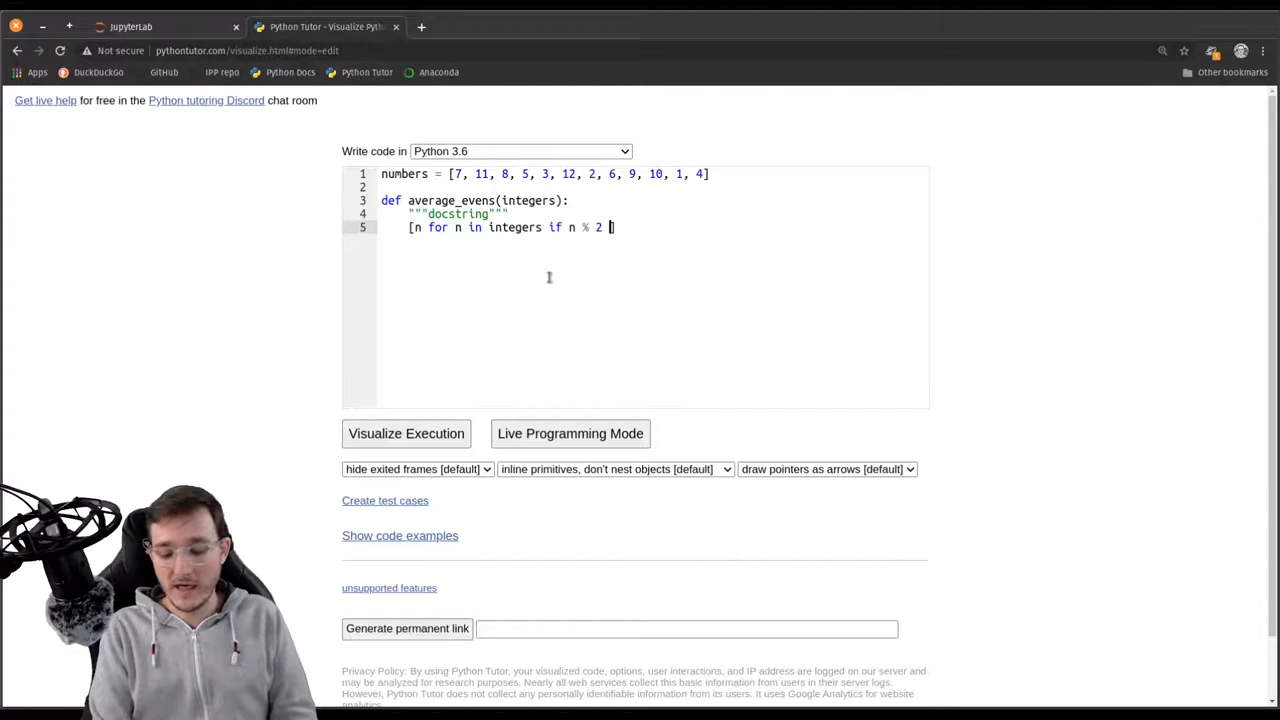 JupyterLab
Python Tutor - Visualize Pyth
Not secure
pythontutor.com/visualize.html#mode=edit
Apps DuckDuckGo GitHub IPP repo Python Docs Python Tutor Anaconda Other bookmarks
Get live help for free in the Python tutoring Discord chat room
Write code in Python 3.6
1 numbers = [7, 11, 8, 5, 3, 12, 2, 6, 9, 10, 1, 4]
2
3 def average_evens(integers):
4 """docstring"""
5 [n for n in integers if n % 2 ]
Visualize Execution Live Programming Mode
hide exited frames [default] inline primitives, don't nest objects [default] draw pointers as arrows [default]
Create test cases
Show code examples
unsupported features
Generate permanent link
Privacy Policy: By using Python Tutor, your visualized code, options, user interactions, and IP address are logged on our server and
may be analyzed for research purposes. Nearly all web services collect this basic information from users in their server logs.
However, Python Tutor does not collect any personally identifiable information from its users. It uses Google Analytics for website
analytics.